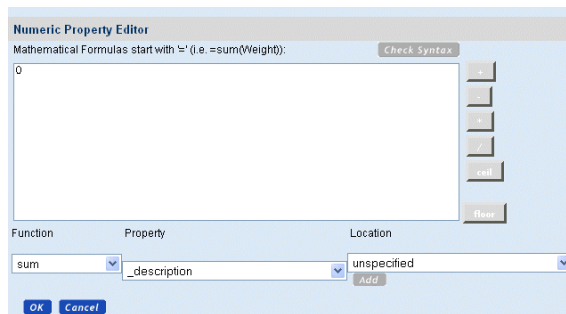 Numeric Property Editor
Mathematical Formulas start with '=' (i.e. =sum(Weight)):
Check Syntax
0
+
-
*
/
ceil
floor
Function
Property
Location
sum
_description
unspecified
Add
OK
Cancel